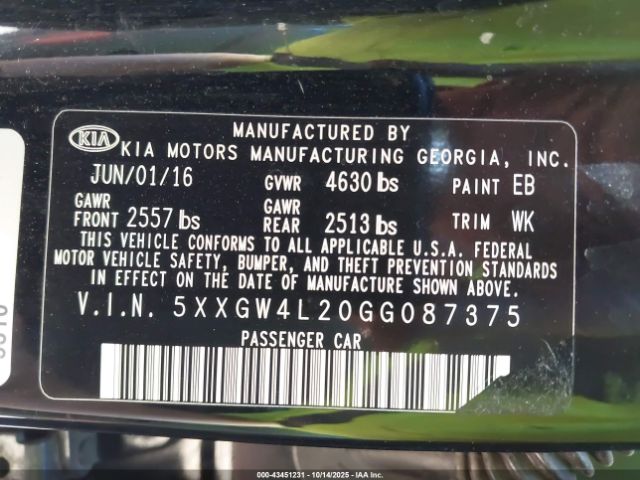 MANUFACTURED BY
KIA KIA MOTORS MANUFACTURING GEORGIA, INC.
JUN/01/16 GVWR 4630 lbs PAINT EB
GAWR FRONT 2557 lbs GAWR REAR 2513 lbs TRIM WK
THIS VEHICLE CONFORMS TO ALL APPLICABLE U.S.A. FEDERAL
MOTOR VEHICLE SAFETY, BUMPER, AND THEFT PREVENTION STANDARDS
IN EFFECT ON THE DATE OF MANUFACTURE SHOWN ABOVE.
V.I.N. 5XXGW4L20GG087375
PASSENGER CAR
000-43451231 - 10/14/2025 - IAA Inc.